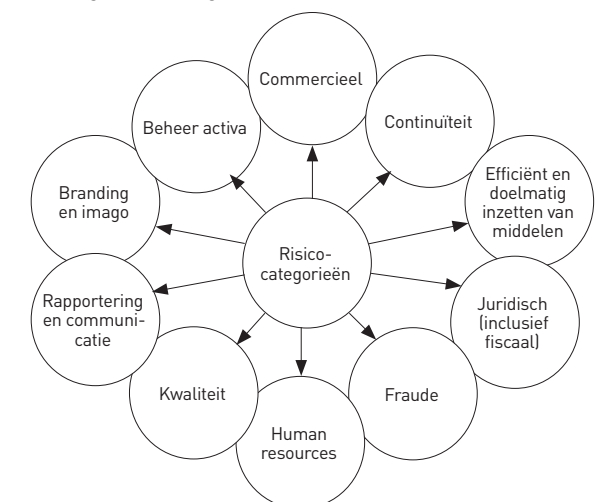 Commercieel
Continuïteit
Efficiënt en
doelmatig
inzetten van
middelen
Juridisch
(inclusief
fiscaal)
Fraude
Human
resources
Kwaliteit
Rapportering
en communi-
catie
Branding
en imago
Beheer activa
Risico-
categorieën